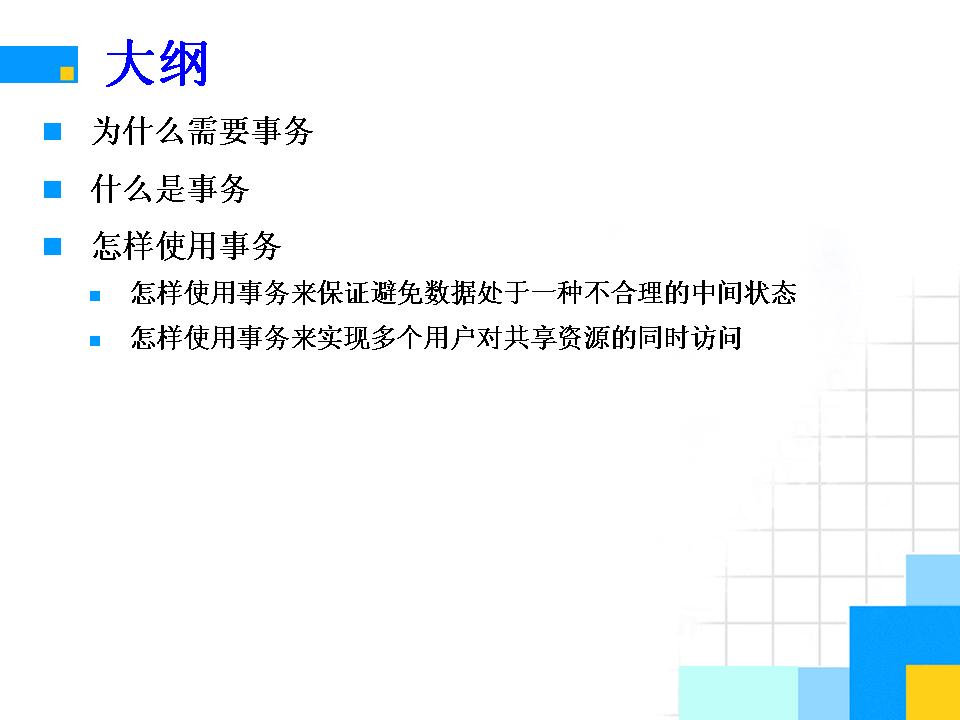 大纲
为什么需要事务
什么是事务
怎样使用事务
怎样使用事务来保证避免数据处于一种不合理的中间状态
怎样使用事务来实现多个用户对共享资源的同时访问